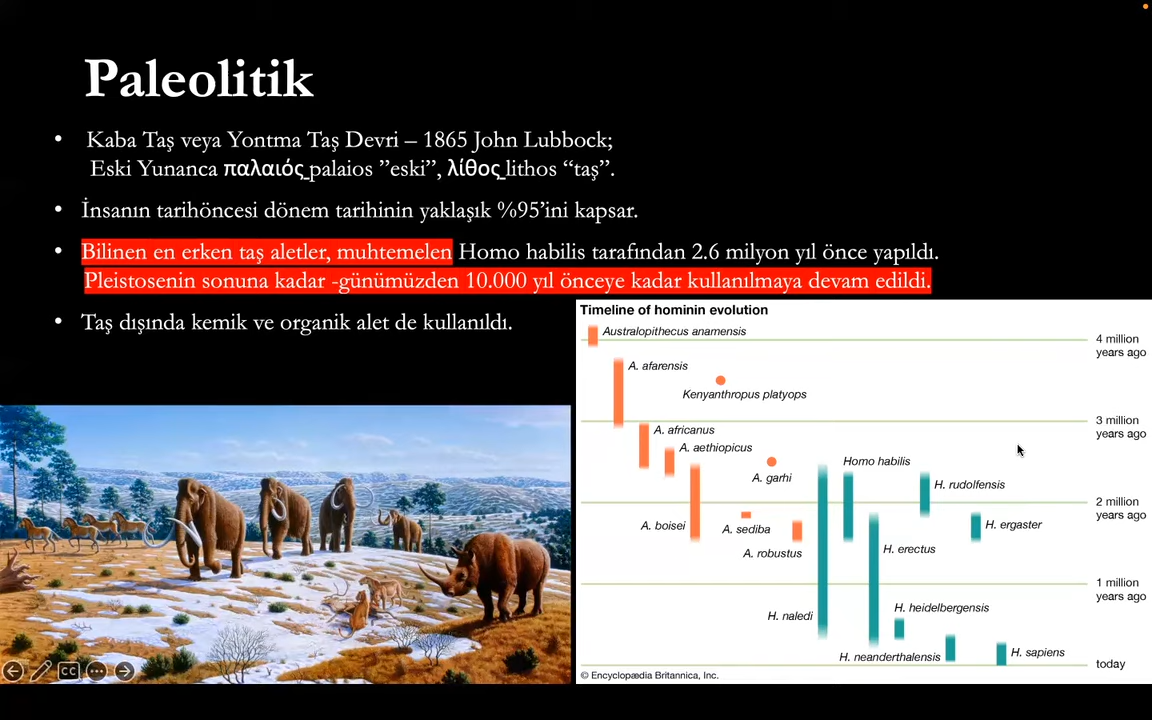 Paleolitik
• Kaba Taş veya Yontma Taş Devri – 1865 John Lubbock;
Eski Yunanca παλαιός palaios ”eski”, λίθος lithos “taş”.
• İnsanın tarihöncesi dönem tarihinin yaklaşık %95’ini kapsar.
• Bilinen en erken taş aletler, muhtemelen Homo habilis tarafından 2.6 milyon yıl önce yapıldı.
Pleistosenin sonuna kadar -günümüzden 10.000 yıl önceye kadar kullanılmaya devam edildi.
• Taş dışında kemik ve organik alet de kullanıldı.
Timeline of hominin evolution
Australopithecus anamensis
4 million
years ago
A. afarensis
Kenyanthropus platyops
3 million
years ago
A. africanus
A. aethiopicus
Homo habilis
A. garhi
H. rudolfensis
2 million
years ago
A. boisei
A. sediba
H. ergaster
A. robustus
H. erectus
1 million
years ago
H. heidelbergensis
H. naledi
H. neanderthalensis
H. sapiens
today
© Encyclopædia Britannica, Inc.
CC